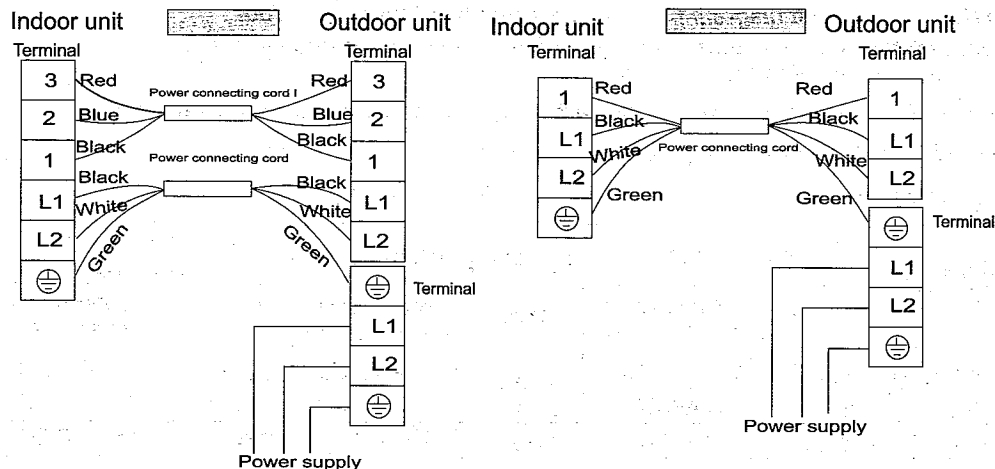 Indoor unit
Outdoor unit
Terminal
Terminal
3
Red
Red
3
Power connecting cord I
2
Blue
Blue
2
Black
Black
1
1
Power connecting cord
Black
Black
L1
L1
White
White
L2
L2
Green
Green
Terminal
L1
L2
Power supply
Indoor unit
Outdoor unit
Terminal
Terminal
1
Red
Red
1
Black
Black
L1
L1
Power connecting cord
White
White
L2
L2
Green
Green
Terminal
L1
L2
Power supply